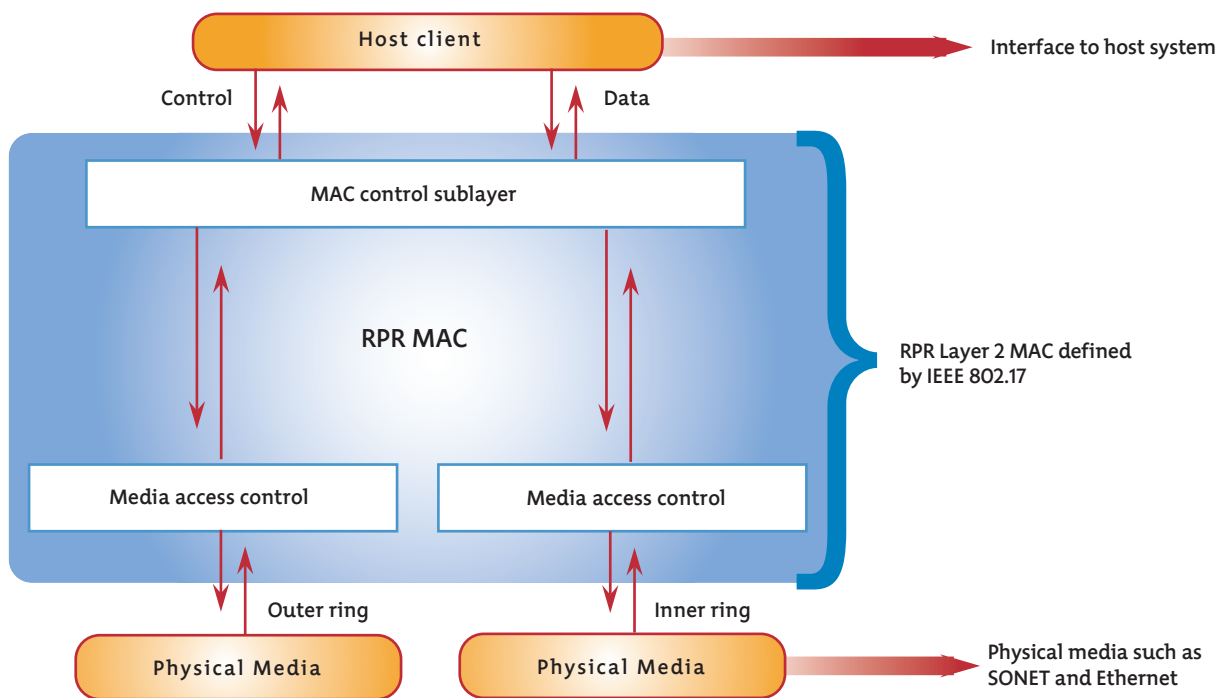 Host client
Interface to host system
Control
Data
MAC control sublayer
RPR MAC
RPR Layer 2 MAC defined
by IEEE 802.17
Media access control
Media access control
Outer ring
Inner ring
Physical Media
Physical Media
Physical media such as
SONET and Ethernet